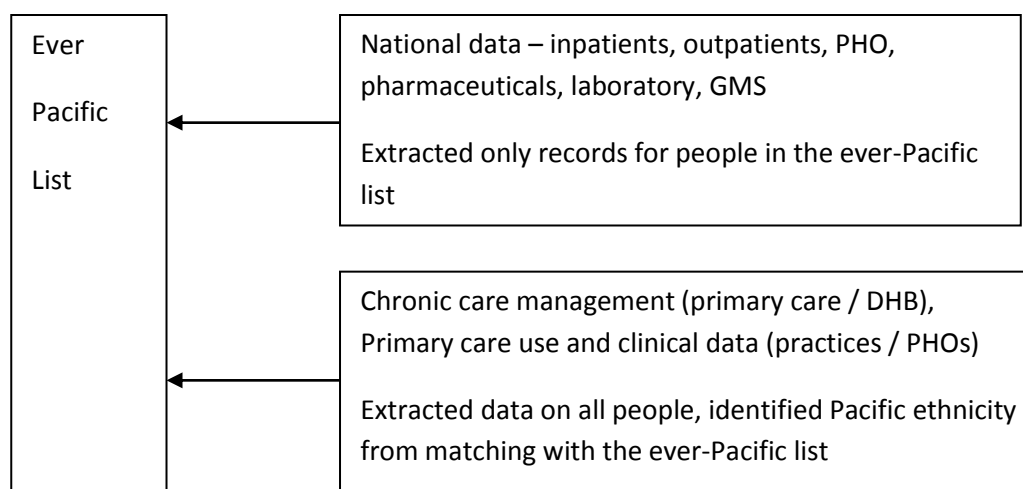 Ever
Pacific
List
National data – inpatients, outpatients, PHO,
pharmaceuticals, laboratory, GMS
Extracted only records for people in the ever-Pacific
list
Chronic care management (primary care / DHB),
Primary care use and clinical data (practices / PHOs)
Extracted data on all people, identified Pacific ethnicity
from matching with the ever-Pacific list